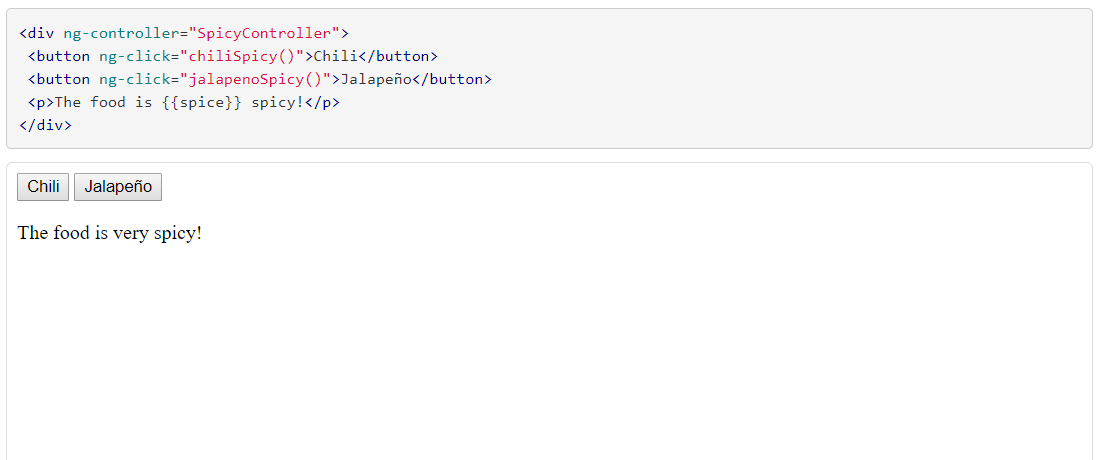 <div ng-controller="SpicyController">
 <button ng-click="chiliSpicy()">Chili</button>
 <button ng-click="jalapenoSpicy()">Jalapeño</button>
 <p>The food is {{spice}} spicy!</p>
</div>
Chili Jalapeño
The food is very spicy!